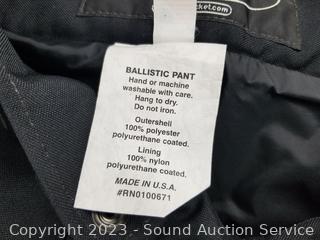 BALLISTIC PANT
Hand or machine
washable with care.
Hang to dry.
Do not iron.
Outershell
100% polyester
polyurethane coated.
Lining
100% nylon
polyurethane coated.
MADE IN U.S.A.
#RN0100671
Copyright 2023 - Sound Auction Service